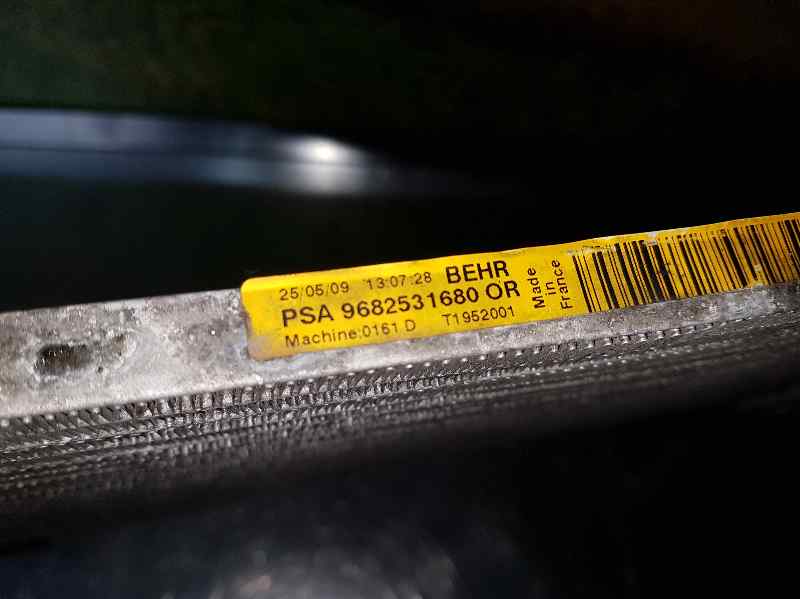 25/05/09 13:07:28 BEHR
PSA 9682531680 OR
Machine:0161 D T1952001
Made
in
France